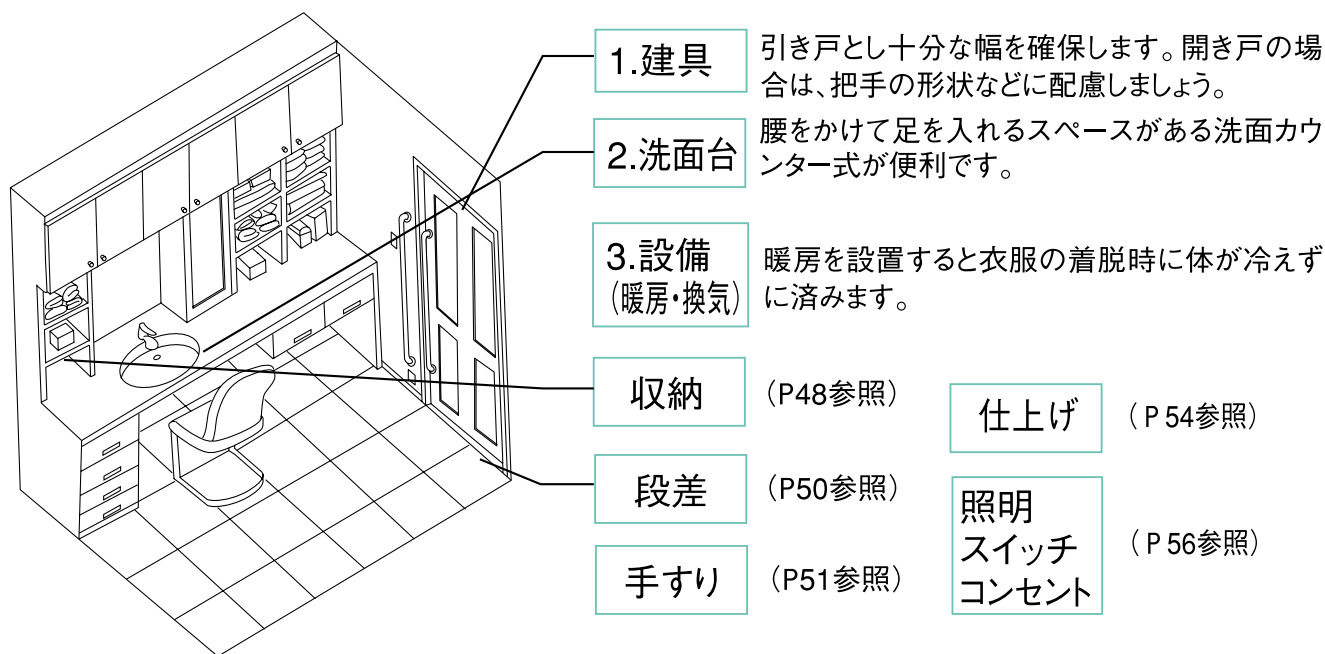 1.建具
引き戸とし十分な幅を確保します。開き戸の場
合は、把手の形状などに配慮しましょう。
2.洗面台
腰をかけて足を入れるスペースがある洗面カウ
ンター式が便利です。
3.設備
(暖房・換気)
暖房を設置すると衣服の着脱時に体が冷えず
に済みます。
収納
（P48参照）
段差
（P50参照）
手すり
（P51参照）
仕上げ
（P 54参照）
照明
スイッチ
コンセント
（P 56参照）